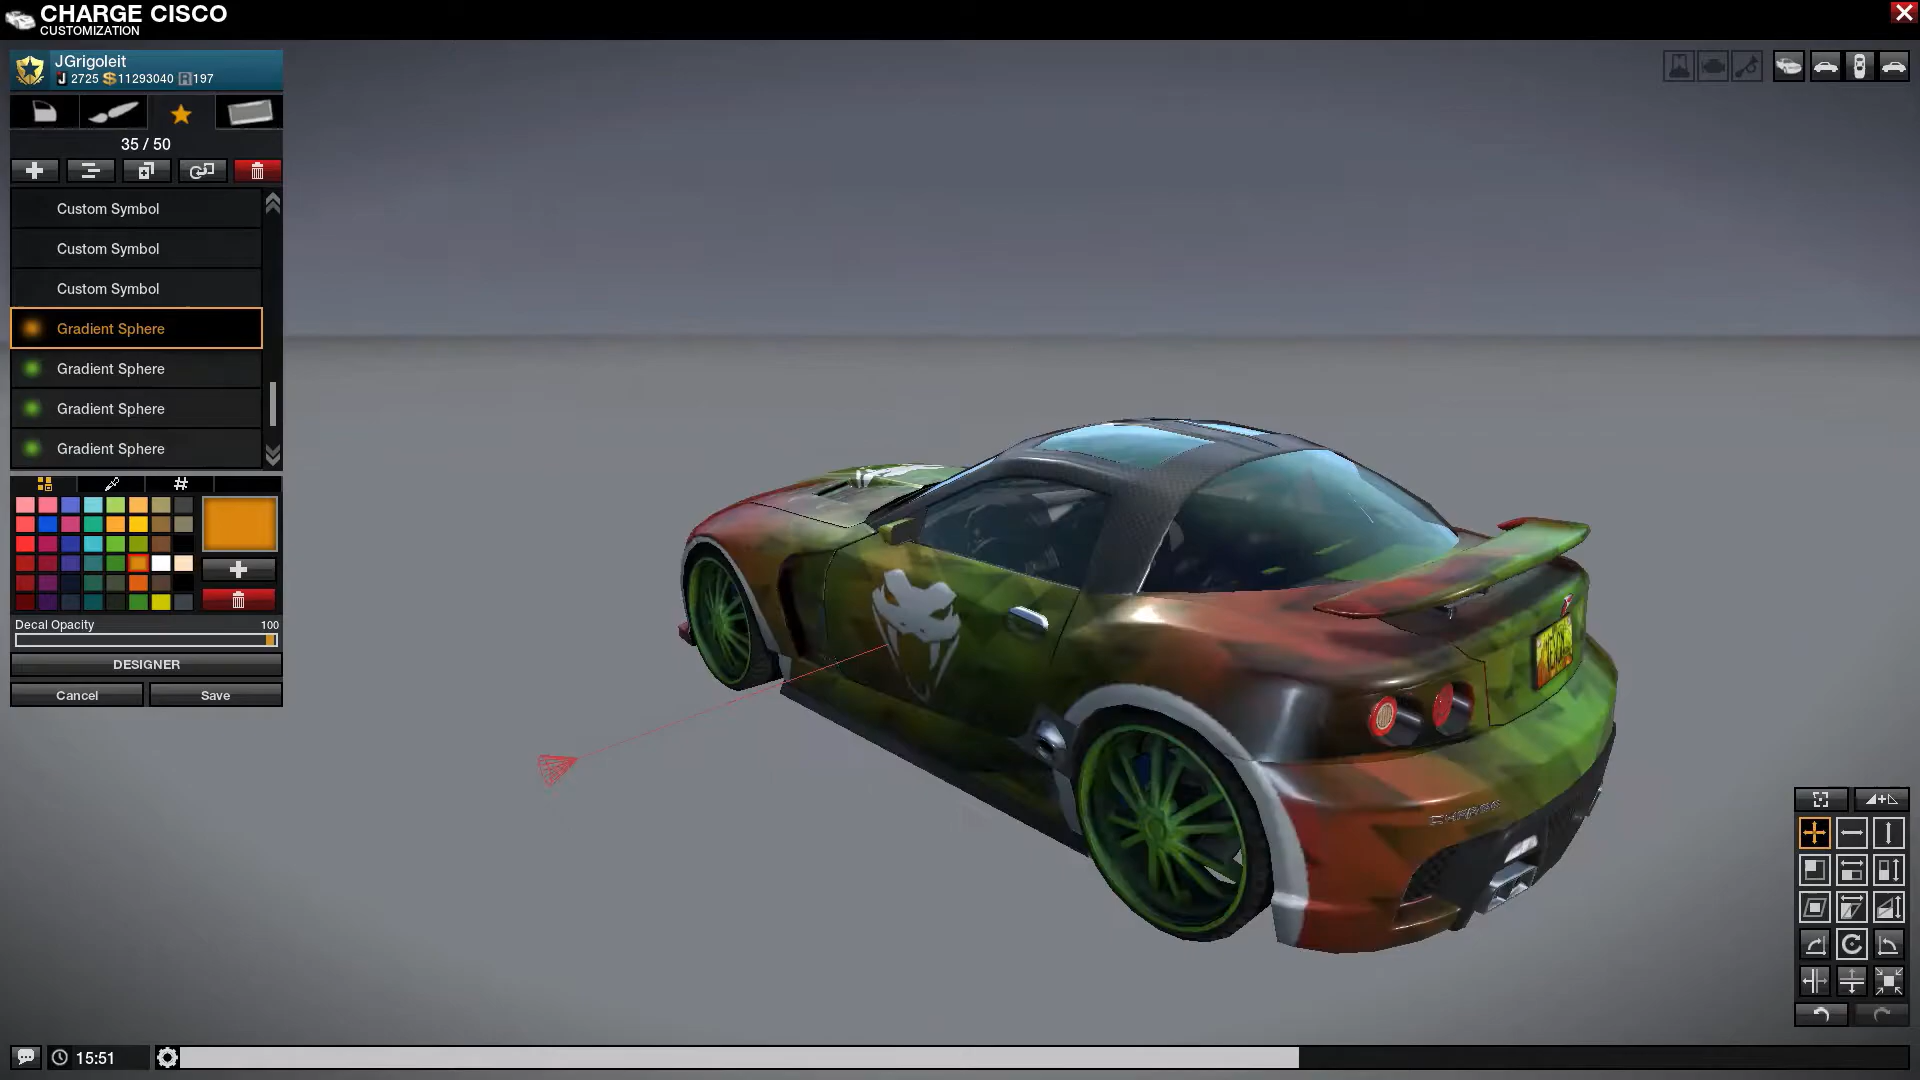 CHARGE CISCO
CUSTOMIZATION
JGrigoleit
J 2725 $11293040 R 197
35 / 50
Custom Symbol
Custom Symbol
Custom Symbol
Gradient Sphere
Gradient Sphere
Gradient Sphere
Gradient Sphere
#
Decal Opacity 100
DESIGNER
Cancel Save
CHARGE
15:51